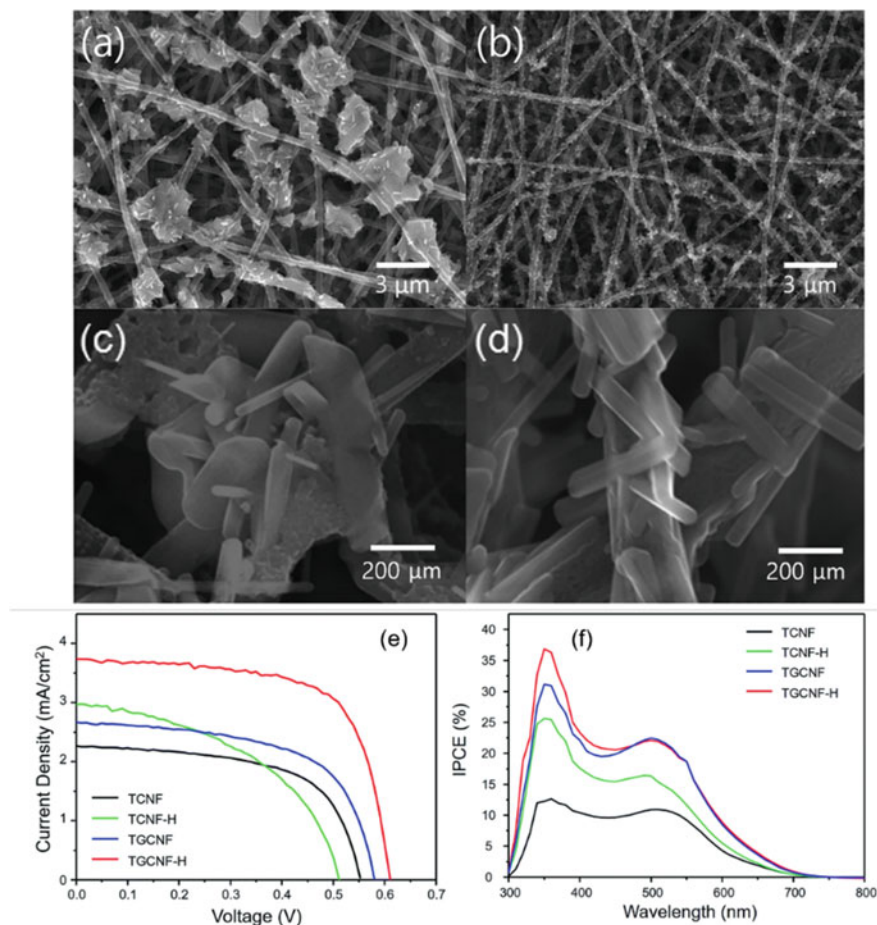 (a)
(b)
3 μm
3 μm
(c)
(d)
200 μm
200 μm
(e)
Current Density (mA/cm²)
4
3
2
1
0
TCNF
TCNF-H
TGCNF
TGCNF-H
0.0 0.1 0.2 0.3 0.4 0.5 0.6 0.7
Voltage (V)
(f)
IPCE (%)
40
35
30
25
20
15
10
5
0
TCNF
TCNF-H
TGCNF
TGCNF-H
300 400 500 600 700 800
Wavelength (nm)